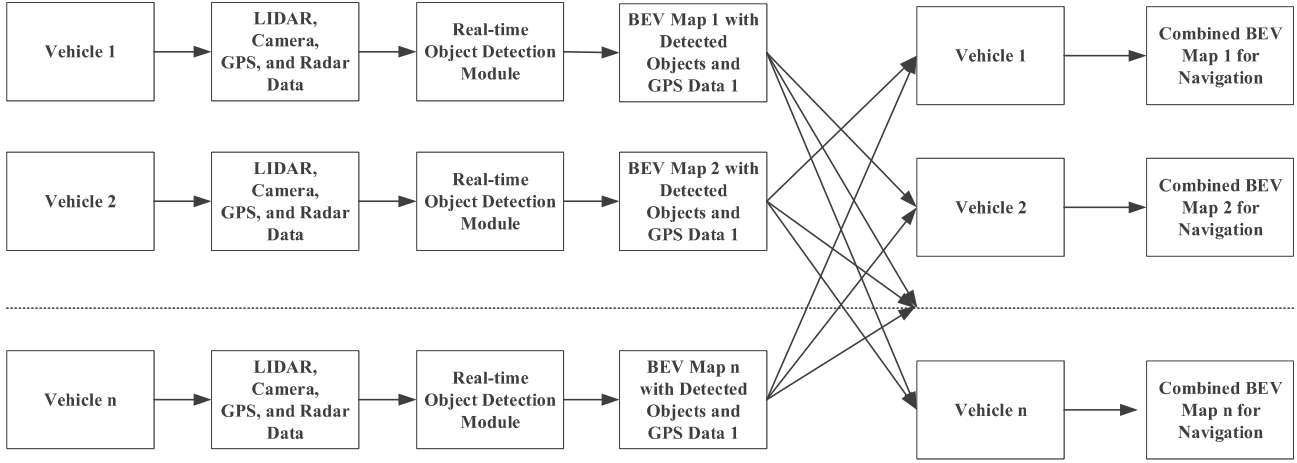 Vehicle 1
LIDAR,
Camera,
GPS, and Radar
Data
Real-time
Object Detection
Module
BEV Map 1 with
Detected
Objects and
GPS Data 1
Vehicle 1
Combined BEV
Map 1 for
Navigation
Vehicle 2
LIDAR,
Camera,
GPS, and Radar
Data
Real-time
Object Detection
Module
BEV Map 2 with
Detected
Objects and
GPS Data 1
Vehicle 2
Combined BEV
Map 2 for
Navigation
Vehicle n
LIDAR,
Camera,
GPS, and Radar
Data
Real-time
Object Detection
Module
BEV Map n
with Detected
Objects and
GPS Data 1
Vehicle n
Combined BEV
Map n for
Navigation